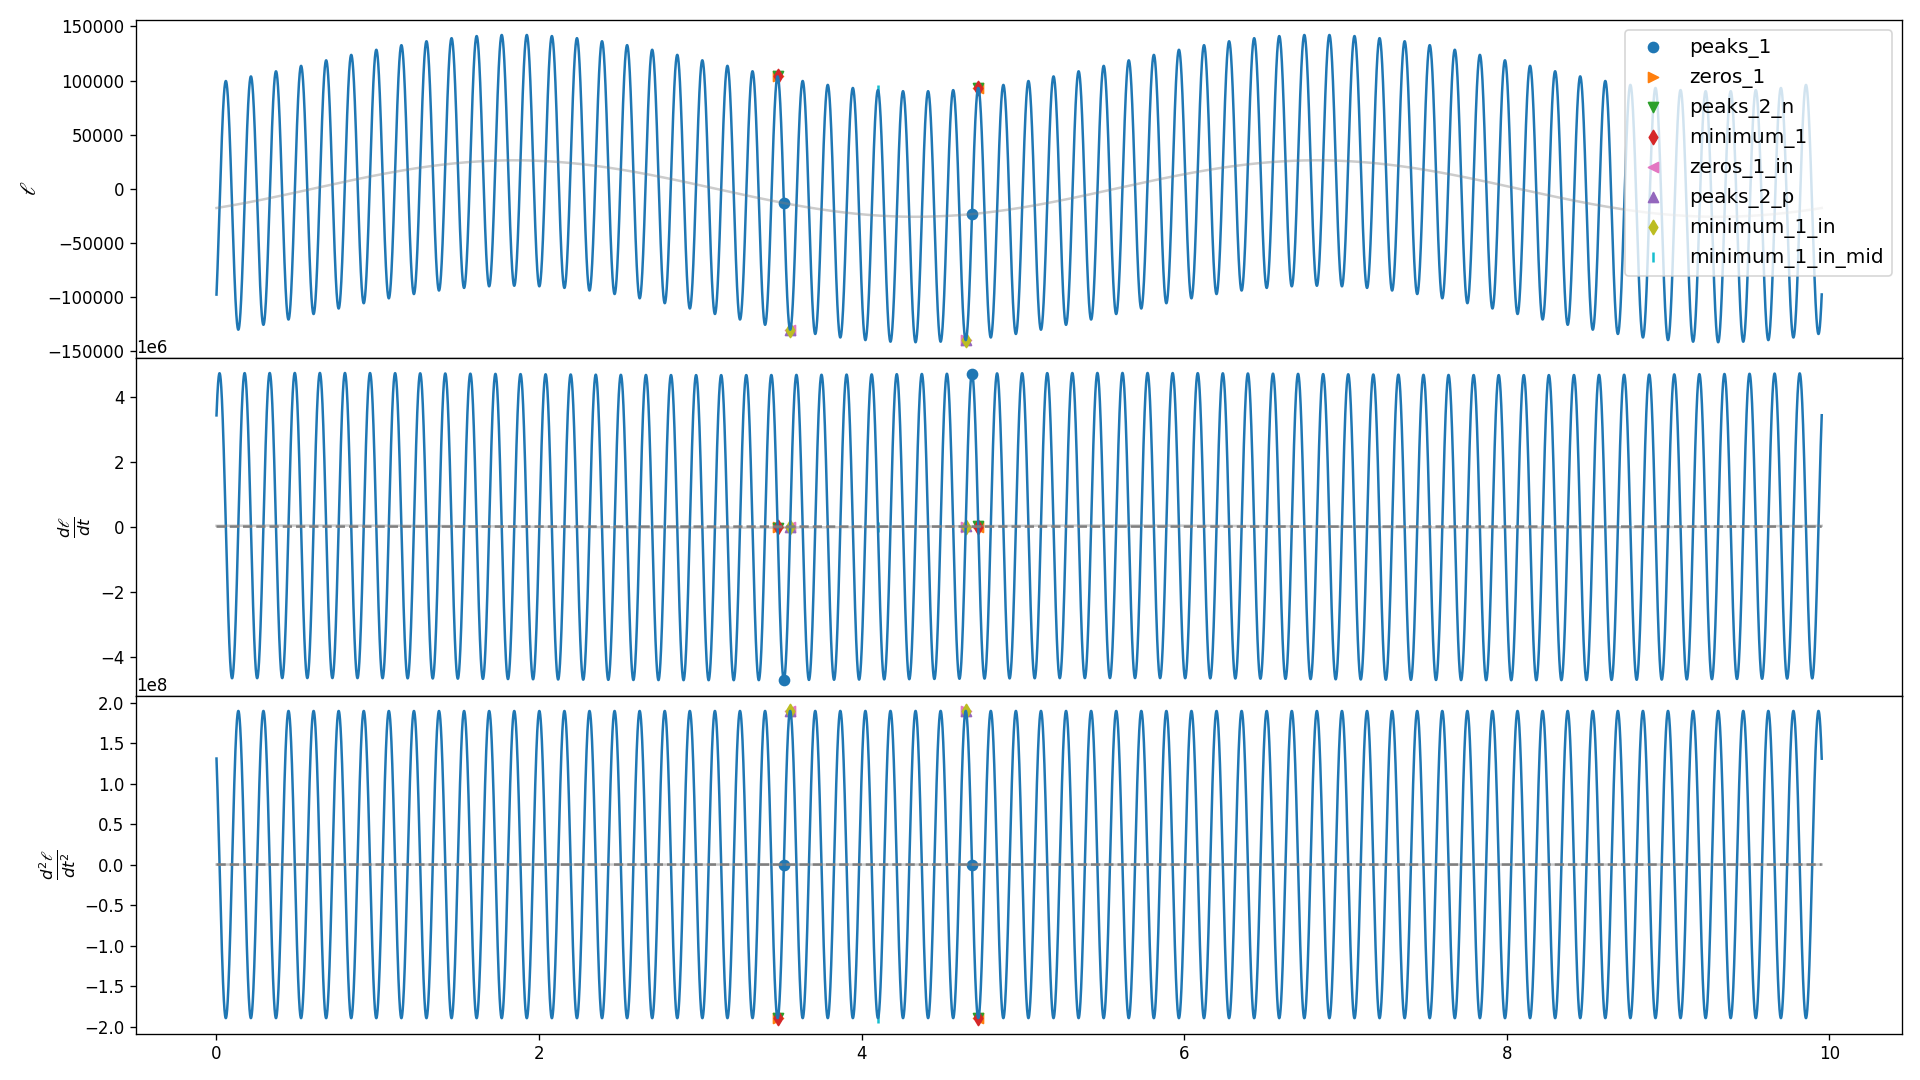 150000
100000
50000
0
−50000
−100000
−150000
ℓ
peaks_1
zeros_1
peaks_2_n
minimum_1
zeros_1_in
peaks_2_p
minimum_1_in
minimum_1_in_mid
1e6
4
2
0
−2
−4
dℓ
dt
1e8
2.0
1.5
1.0
0.5
0.0
−0.5
−1.0
−1.5
−2.0
d²ℓ
dt²
0 2 4 6 8 10